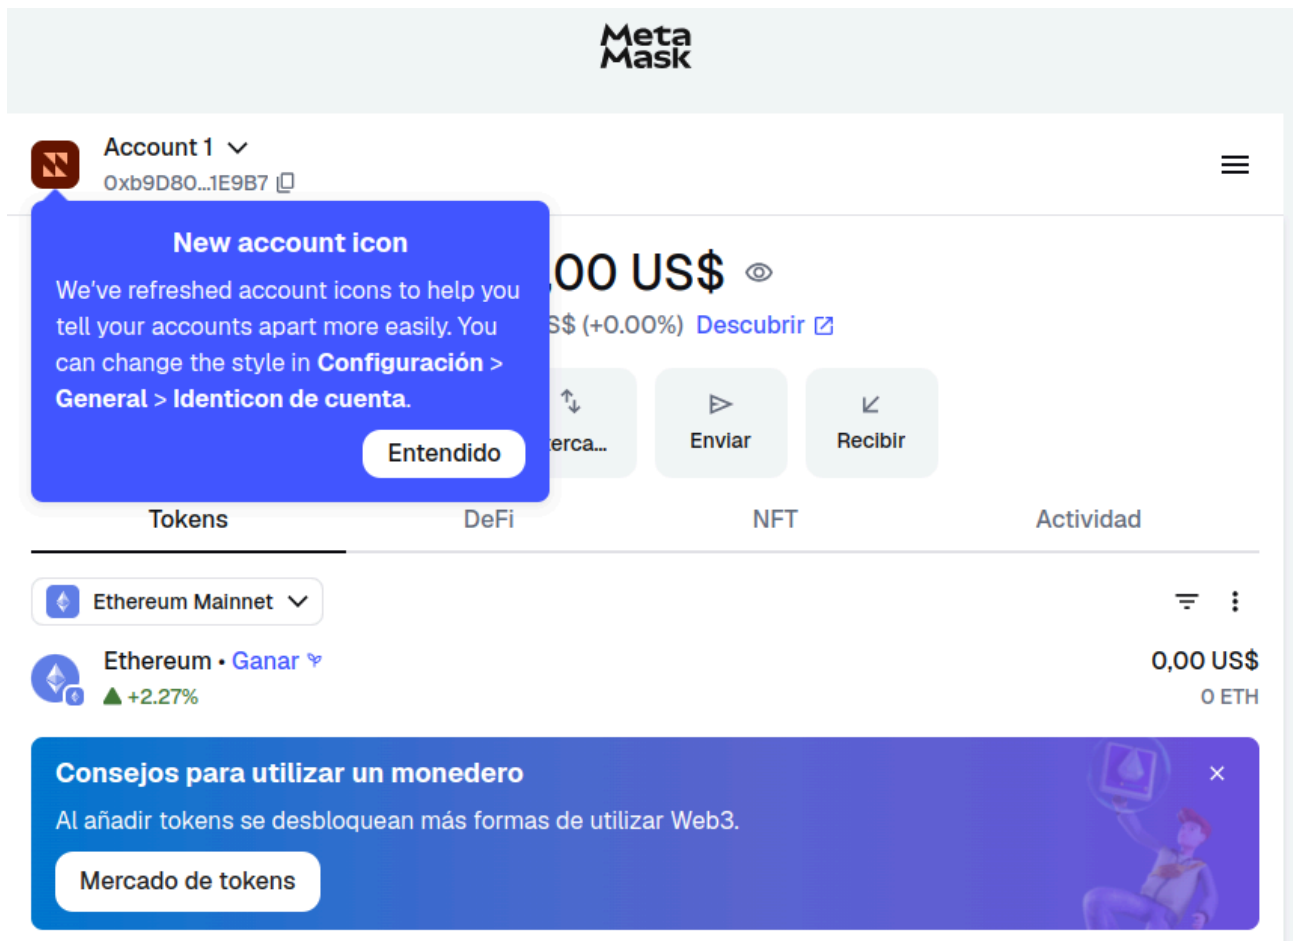 Meta
Mask
Account 1
0xb9D80...1E9B7
New account icon
We've refreshed account icons to help you
tell your accounts apart more easily. You
can change the style in Configuración >
General > Identicon de cuenta.
Entendido
,00 US$
S$ (+0.00%) Descubrir
erca...
Enviar
Recibir
Tokens
DeFi
NFT
Actividad
Ethereum Mainnet
Ethereum • Ganar
0,00 US$
+2.27%
0 ETH
Consejos para utilizar un monedero
Al añadir tokens se desbloquean más formas de utilizar Web3.
Mercado de tokens